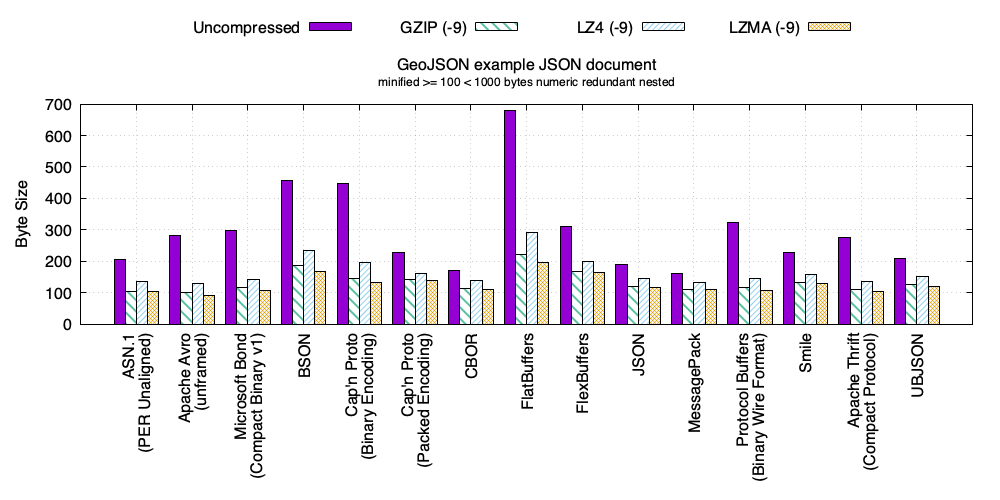 Uncompressed GZIP (-9) LZ4 (-9) LZMA (-9)
GeoJSON example JSON document
minified >= 100 < 1000 bytes numeric redundant nested
Byte Size
700
600
500
400
300
200
100
0
ASN.1
(PER Unaligned)
Apache Avro
(unframed)
Microsoft Bond
(Compact Binary v1)
BSON
Cap'n Proto
(Binary Encoding)
Cap'n Proto
(Packed Encoding)
CBOR
FlatBuffers
FlexBuffers
JSON
MessagePack
Protocol Buffers
(Binary Wire Format)
Smile
Apache Thrift
(Compact Protocol)
UBJSON